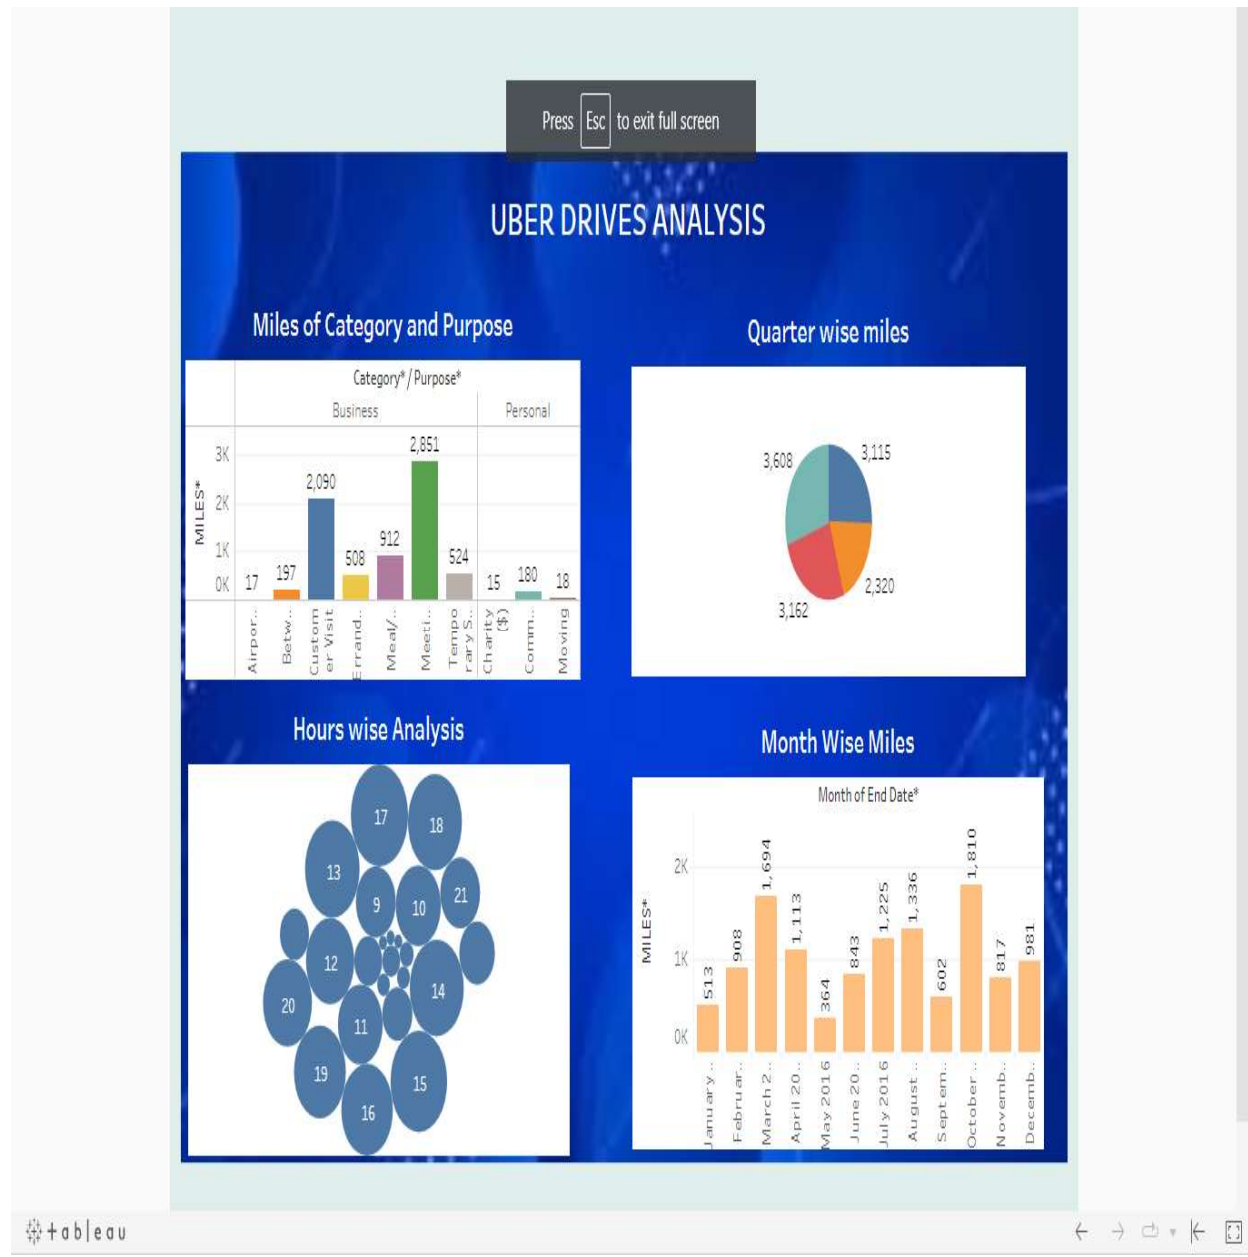 Press Esc to exit full screen
UBER DRIVES ANALYSIS
Miles of Category and Purpose
Category* / Purpose*
Business Personal
MILES*
3K
2K
1K
0K
17 197 2,090 508 912 2,851 524 15 180 18
Airpor..
Betw..
Custom
er Visit
Errand..
Meal/..
Meeti..
Tempo
rary S..
Charity
($)
Comm..
Moving
Quarter wise miles
3,608
3,115
2,320
3,162
Hours wise Analysis
17
18
13
9
10
21
12
14
20
11
19
15
16
Month Wise Miles
Month of End Date*
MILES*
2K
1K
0K
513 908 1,694 1,113 364 843 1,225 1,336 602 1,810 817 981
January ..
Februar..
March 2..
April 20..
May 2016
June 20..
July 2016
August ..
Septem..
October ..
Novemb..
Decemb..
+ableau